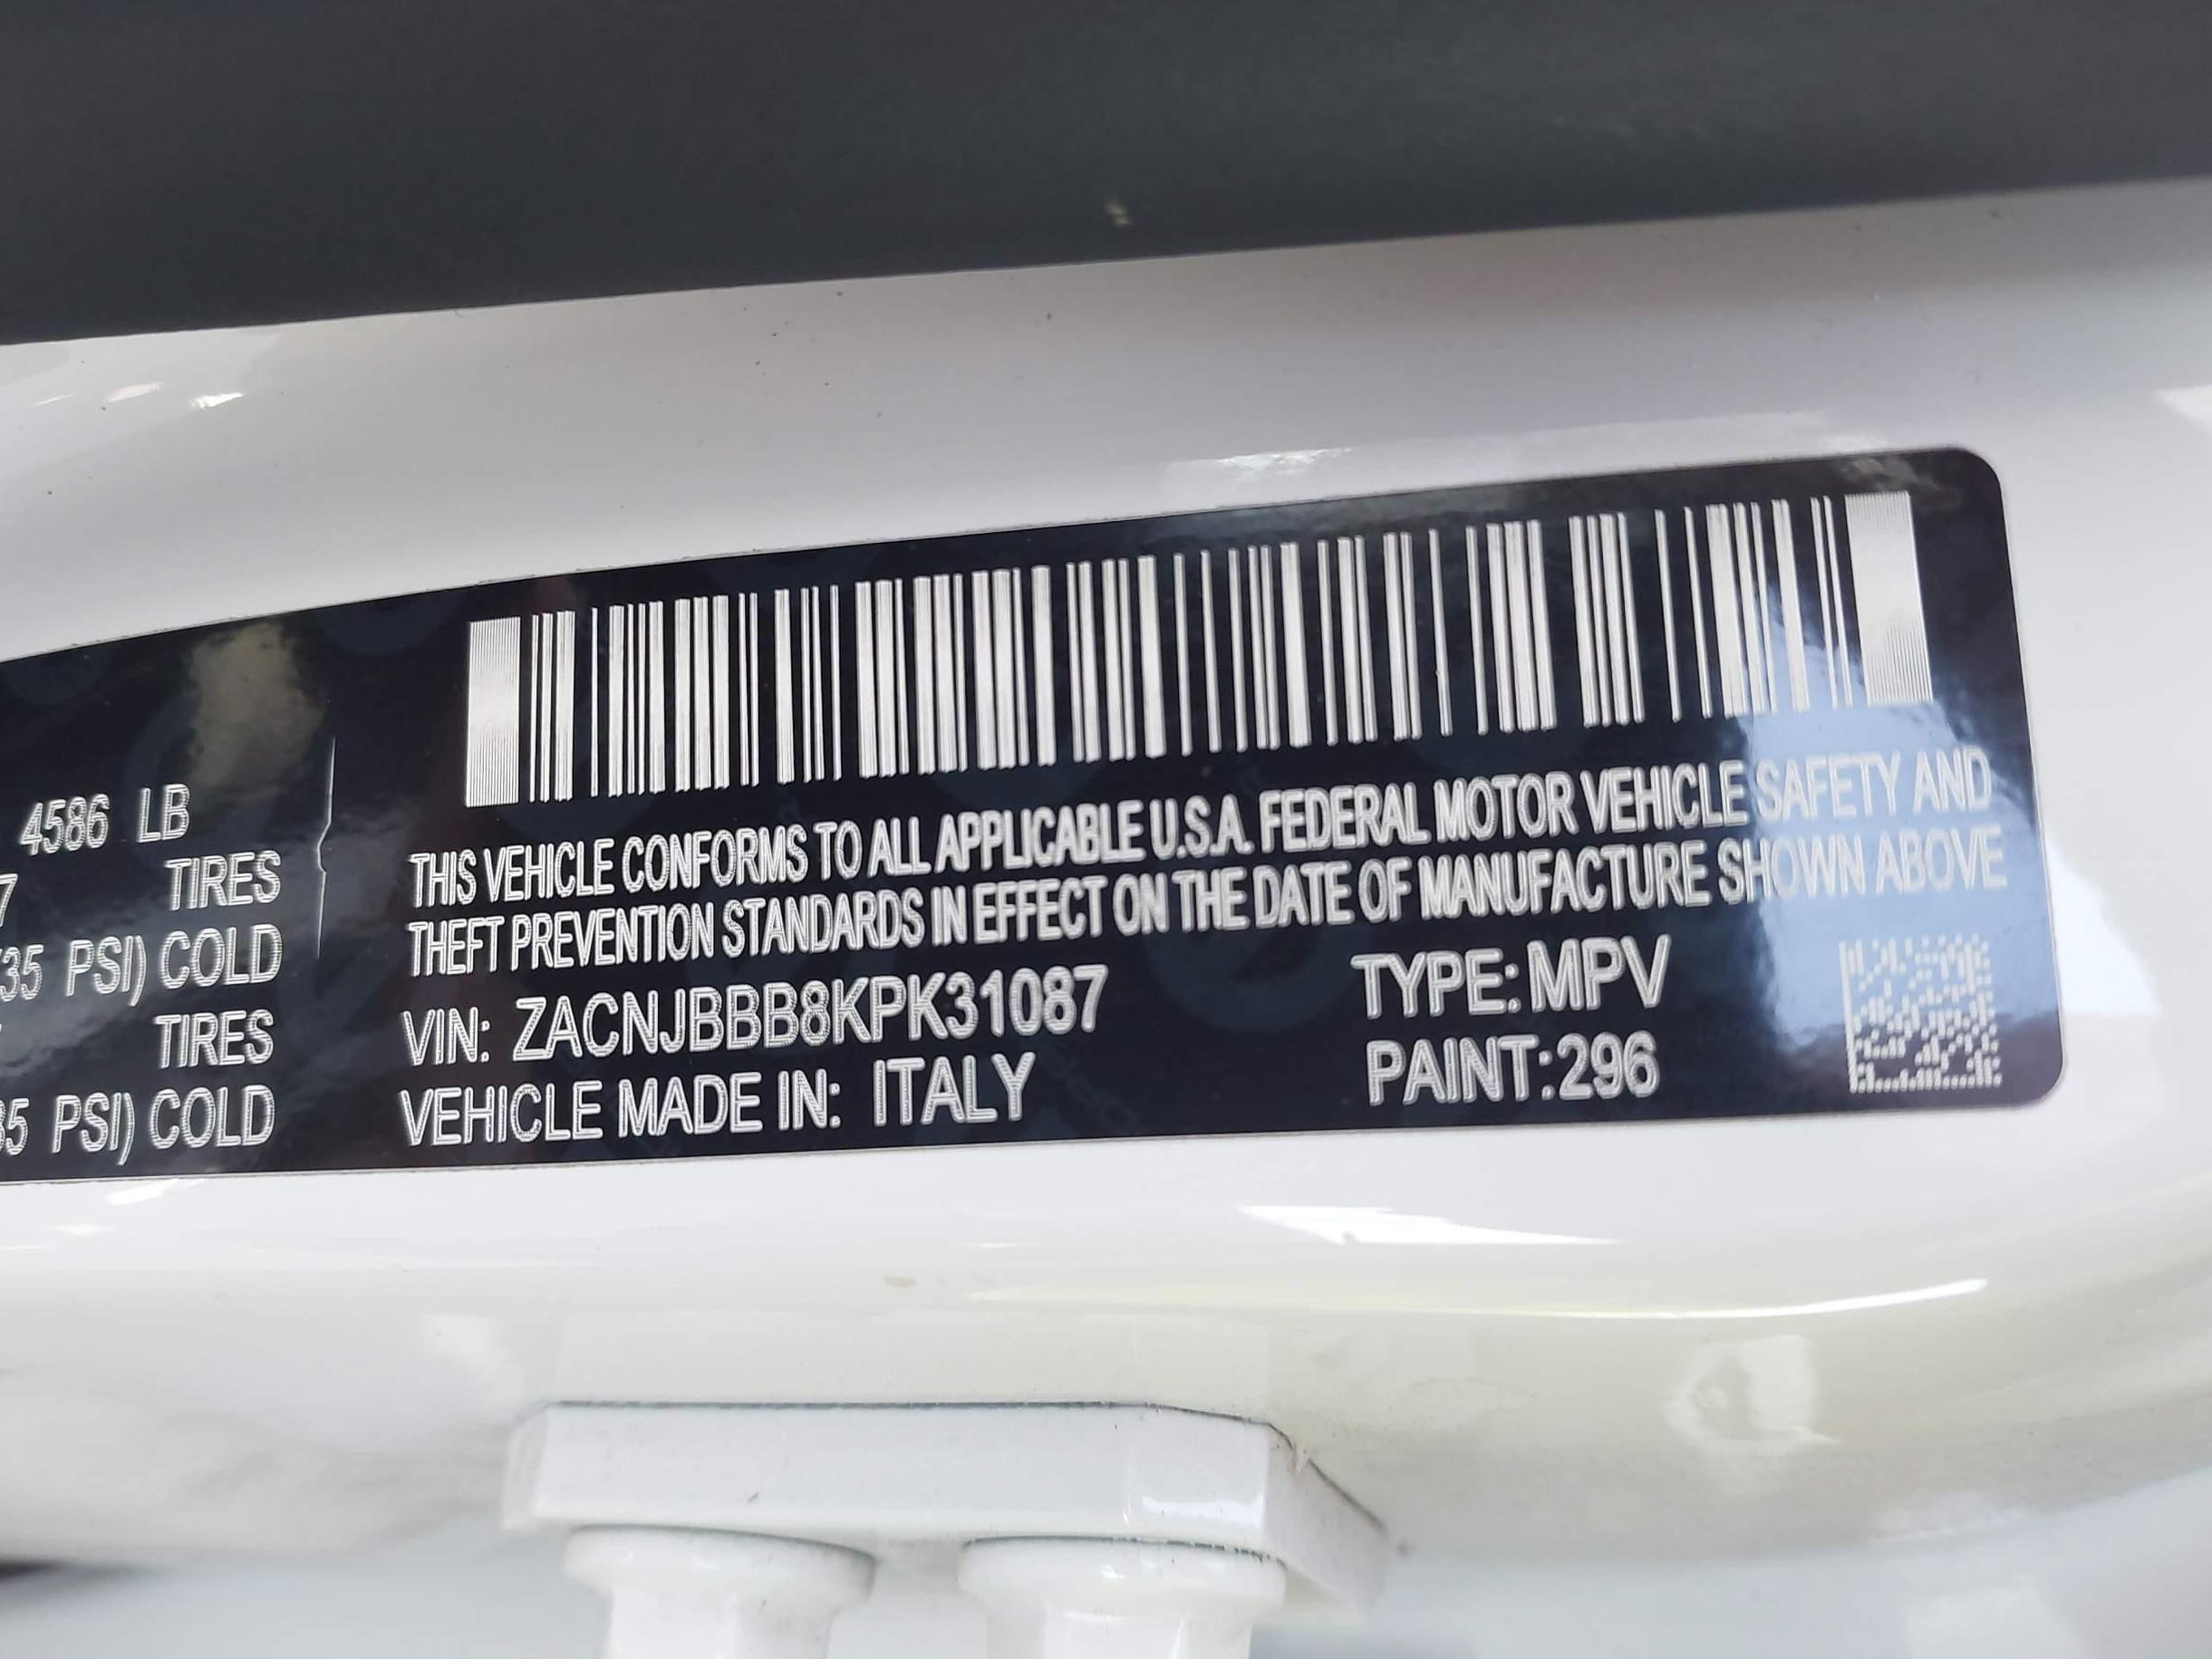 4586 LB
7 TIRES
35 PSI) COLD
TIRES
35 PSI) COLD
THIS VEHICLE CONFORMS TO ALL APPLICABLE U.S.A. FEDERAL MOTOR VEHICLE SAFETY AND
THEFT PREVENTION STANDARDS IN EFFECT ON THE DATE OF MANUFACTURE SHOWN ABOVE
VIN: ZACNJBBB8KPK31087
TYPE: MPV
VEHICLE MADE IN: ITALY
PAINT: 296